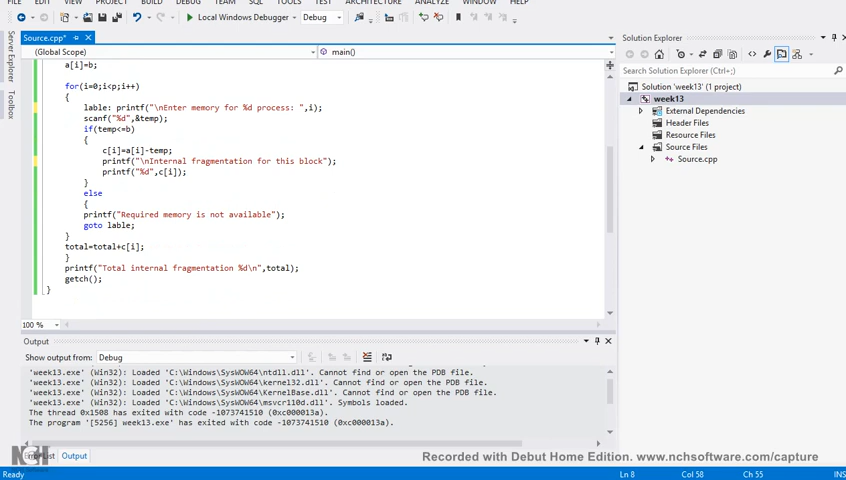 FILE EDIT VIEW PROJECT BUILD DEBUG TEAM SQL TOOLS TEST ARCHITECTURE ANALYZE WINDOW HELP
Local Windows Debugger Debug
Source.cpp*
(Global Scope) main()
a[i]=b;
for(i=0;i<p;i++)
{
lable: printf("\nEnter memory for %d process: ",i);
scanf("%d",&temp);
if(temp<=b)
{
c[i]=a[i]-temp;
printf("\nInternal fragmentation for this block");
printf("%d",c[i]);
}
else
{
printf("Required memory is not available");
goto lable;
}
total=total+c[i];
}
printf("Total internal fragmentation %d\n",total);
getch();
}
100 %
Server Explorer
Toolbox
Solution Explorer
Search Solution Explorer (Ctrl+;)
Solution 'week13' (1 project)
week13
External Dependencies
Header Files
Resource Files
Source Files
Source.cpp
Output
Show output from: Debug
'week13.exe' (Win32): Loaded 'C:\Windows\SysWOW64\ntdll.dll'. Cannot find or open the PDB file.
'week13.exe' (Win32): Loaded 'C:\Windows\SysWOW64\kernel32.dll'. Cannot find or open the PDB file.
'week13.exe' (Win32): Loaded 'C:\Windows\SysWOW64\KernelBase.dll'. Cannot find or open the PDB file.
'week13.exe' (Win32): Loaded 'C:\Windows\SysWOW64\msvcr110d.dll'. Symbols loaded.
The thread 0x1508 has exited with code -1073741510 (0xc000013a).
The program '[5256] week13.exe' has exited with code -1073741510 (0xc000013a).
Error List Output
NCH
Recorded with Debut Home Edition. www.nchsoftware.com/capture
Ready Ln 8 Col 58 Ch 55 INS